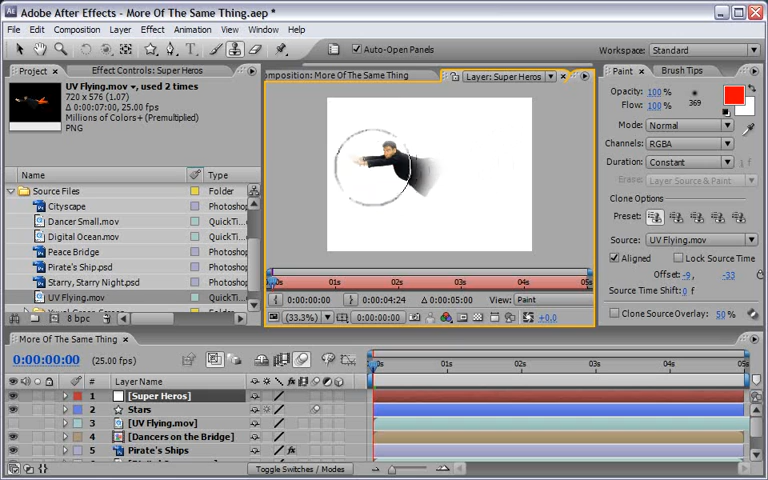 Adobe After Effects - More Of The Same Thing.aep *
File Edit Composition Layer Effect Animation View Window Help
Auto-Open Panels
Workspace: Standard
Project × Effect Controls: Super Heros
UV Flying.mov, used 2 times
720 x 576 (1.07)
Δ 0:00:07:00, 25.00 fps
Millions of Colors+ (Premultiplied)
PNG
Name Type
Source Files Folder
Cityscape Photoshop
Dancer Small.mov QuickTi...
Digital Ocean.mov QuickTi...
Peace Bridge Photoshop
Pirate's Ship.psd Photoshop
Starry, Starry Night.psd Photoshop
UV Flying.mov QuickTi...
8 bpc
omposition: More Of The Same Thing Layer: Super Heros ×
0s 01s 02s 03s 04s 05s
0:00:00:00 0:00:04:24 Δ 0:00:05:00 View: Paint
(33.3%) 0:00:00:00 +0.0
Paint × Brush Tips
Opacity: 100 %
Flow: 100 %
369
Mode: Normal
Channels: RGBA
Duration: Constant 1 f
Erase: Layer Source & Paint
Clone Options
Preset:
Source: UV Flying.mov
Aligned Lock Source Time
Offset: -9, -33
Source Time Shift: 0 f
Clone Source Overlay: 50 %
More Of The Same Thing ×
0:00:00:00 (25.00 fps)
0s 01s 02s 03s 04s 05s
# Layer Name
1 [Super Heros]
2 Stars
3 [UV Flying.mov]
4 [Dancers on the Bridge]
5 Pirate's Ships
Toggle Switches / Modes